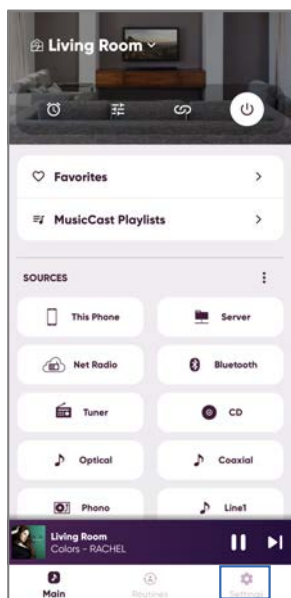 Living Room
Favorites
MusicCast Playlists
SOURCES
This Phone
Server
Net Radio
Bluetooth
Tuner
CD
Optical
Coaxial
Phono
Line1
Living Room
Colors - RACHEL
Main
Routines
Settings